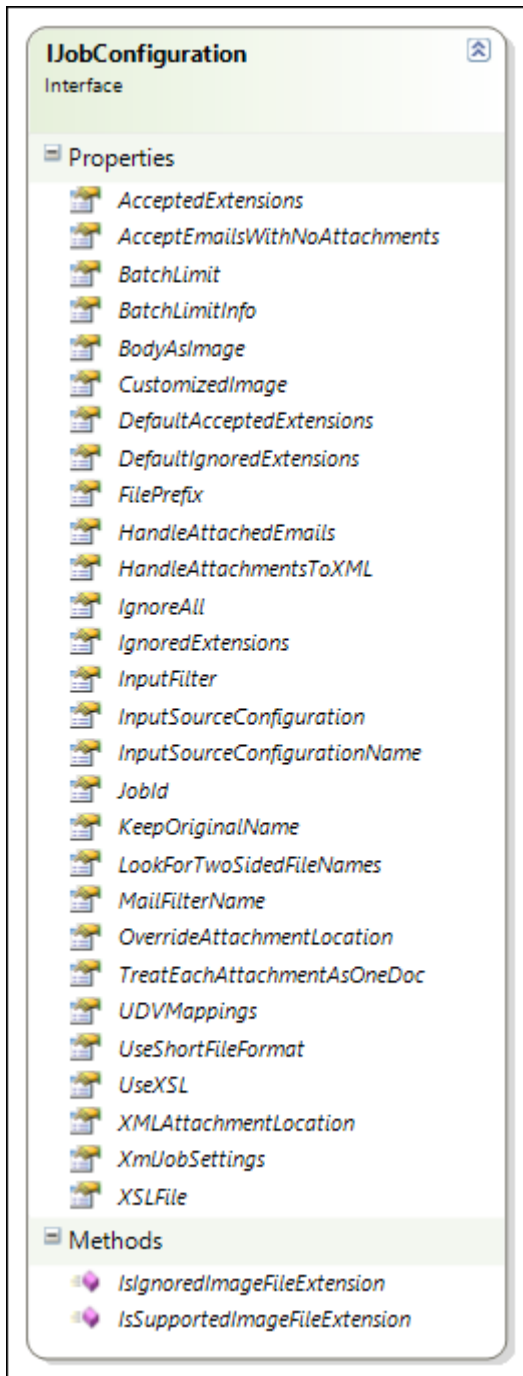 IJobConfiguration
Interface
Properties
AcceptedExtensions
AcceptEmailsWithNoAttachments
BatchLimit
BatchLimitInfo
BodyAsImage
CustomizedImage
DefaultAcceptedExtensions
DefaultIgnoredExtensions
FilePrefix
HandleAttachedEmails
HandleAttachmentsToXML
IgnoreAll
IgnoredExtensions
InputFilter
InputSourceConfiguration
InputSourceConfigurationName
JobId
KeepOriginalName
LookForTwoSidedFileNames
MailFilterName
OverrideAttachmentLocation
TreatEachAttachmentAsOneDoc
UDVMappings
UseShortFileFormat
UseXSL
XMLAttachmentLocation
XmlJobSettings
XSLFile
Methods
IsIgnoredImageFileExtension
IsSupportedImageFileExtension